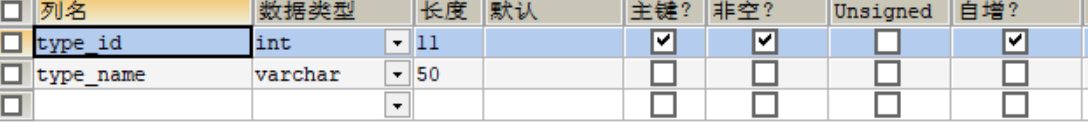 列名 数据类型 长度 默认 主键? 非空? Unsigned 自增?
type_id int 11
type_name varchar 50